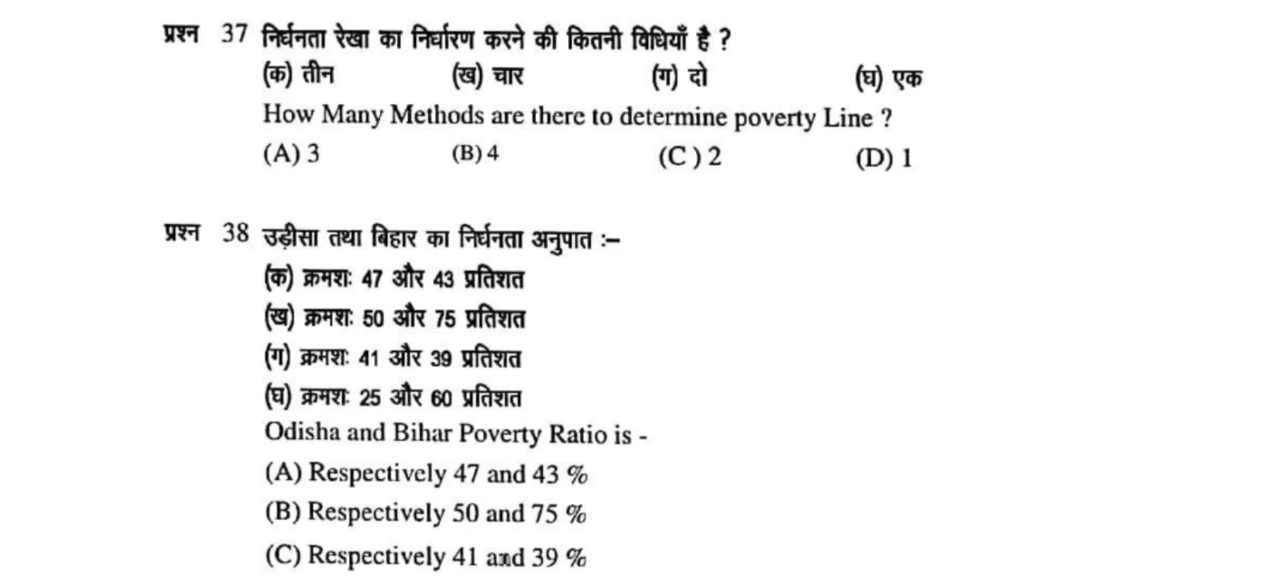 प्रश्न 37 निर्धनता रेखा का निर्धारण करने की कितनी विधियाँ है ?
(क) तीन (ख) चार (ग) दो (घ) एक
How Many Methods are there to determine poverty Line ?
(A) 3 (B) 4 (C ) 2 (D) 1
प्रश्न 38 उड़ीसा तथा बिहार का निर्धनता अनुपात :–
(क) क्रमशः 47 और 43 प्रतिशत
(ख) क्रमशः 50 और 75 प्रतिशत
(ग) क्रमशः 41 और 39 प्रतिशत
(घ) क्रमशः 25 और 60 प्रतिशत
Odisha and Bihar Poverty Ratio is -
(A) Respectively 47 and 43 %
(B) Respectively 50 and 75 %
(C) Respectively 41 and 39 %